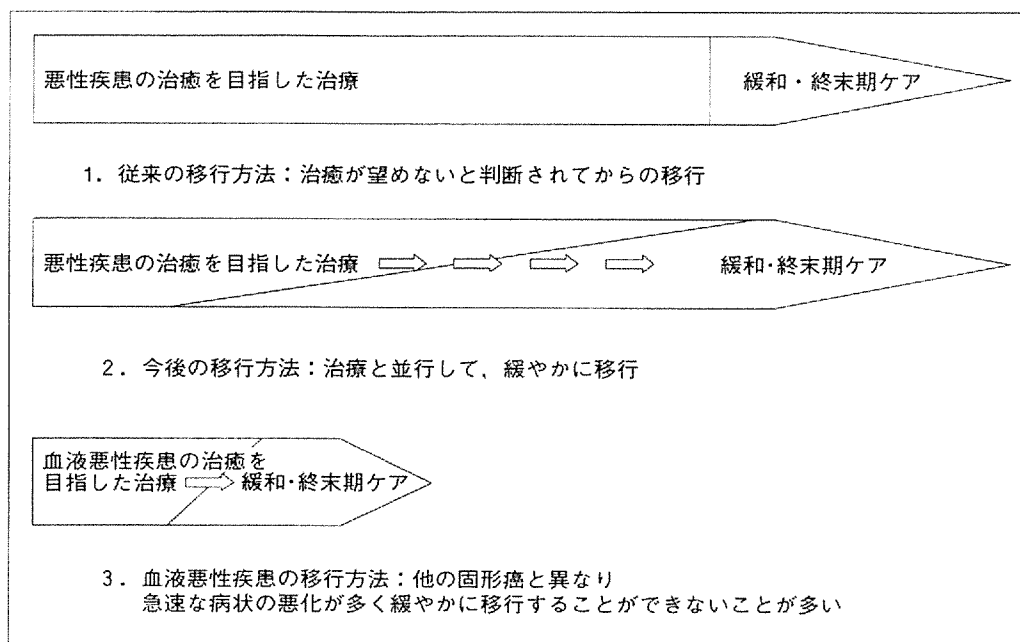 悪性疾患の治癒を目指した治療
緩和・終末期ケア
1．従来の移行方法：治癒が望めないと判断されてからの移行
悪性疾患の治癒を目指した治療
緩和・終末期ケア
2．今後の移行方法：治療と並行して、緩やかに移行
血液悪性疾患の治癒を
目指した治療
緩和・終末期ケア
3．血液悪性疾患の移行方法：他の固形癌と異なり
急速な病状の悪化が多く緩やかに移行することができないことが多い